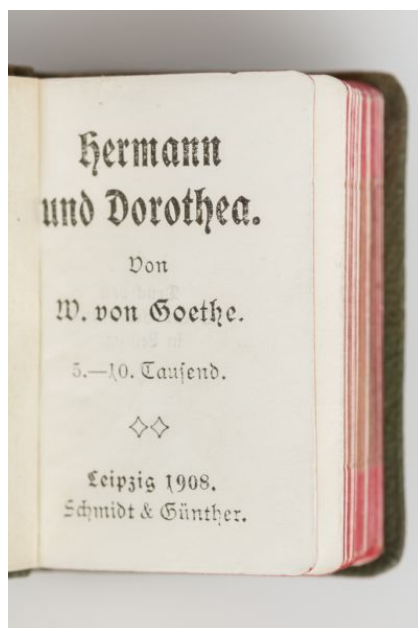 Hermann
und Dorothea.
Von
W. von Goethe.
5.—10. Tausend.
Leipzig 1908.
Schmidt & Günther.